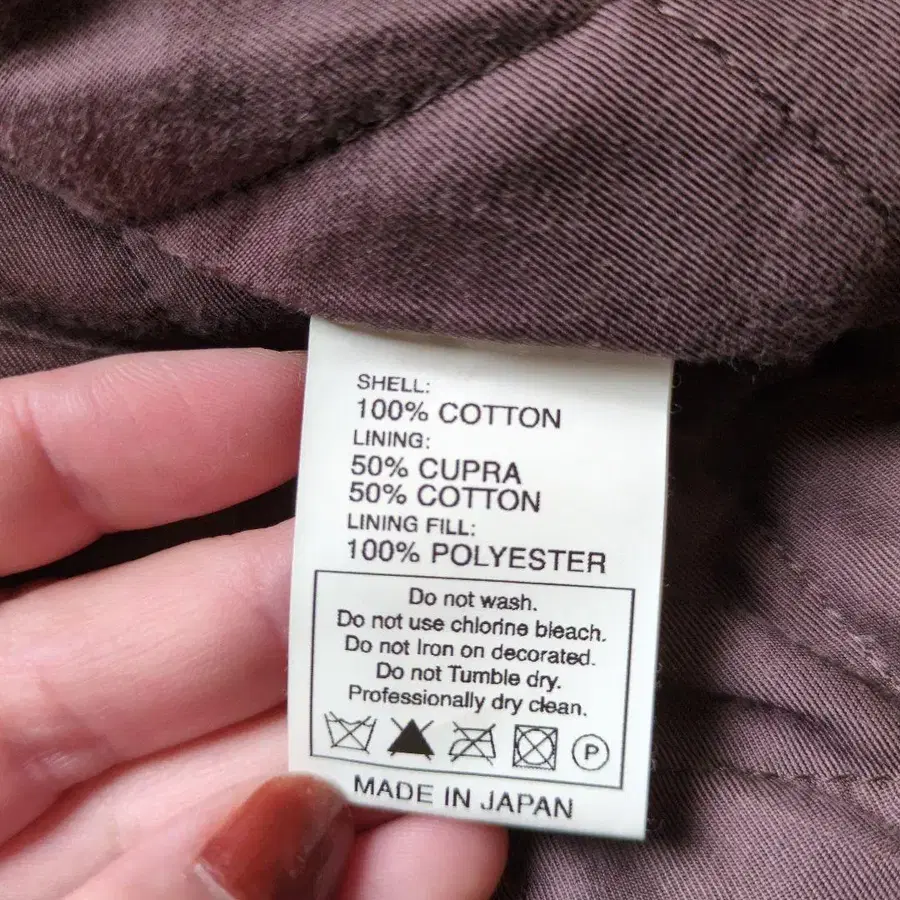 SHELL:
100% COTTON
LINING:
50% CUPRA
50% COTTON
LINING FILL:
100% POLYESTER
Do not wash.
Do not use chlorine bleach.
Do not Iron on decorated.
Do not Tumble dry.
Professionally dry clean.
P
MADE IN JAPAN